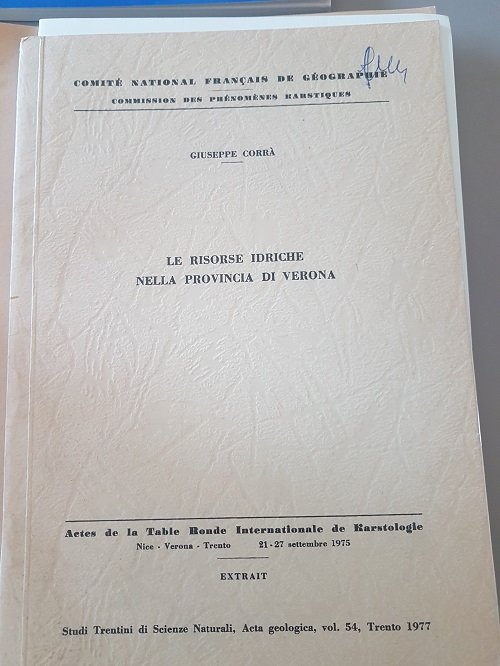 COMITÉ NATIONAL FRANÇAIS DE GÉOGRAPHIE
COMMISSION DES PHÉNOMÈNES KARSTIQUES
GIUSEPPE CORRÀ
LE RISORSE IDRICHE
NELLA PROVINCIA DI VERONA
Actes de la Table Ronde Internationale de Karstologie
Nice - Verona - Trento 21-27 settembre 1975
EXTRAIT
Studi Trentini di Scienze Naturali, Acta geologica, vol. 54, Trento 1977